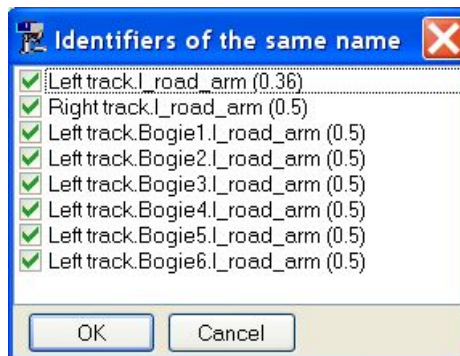 Identifiers of the same name
Left track.l_road_arm (0.36)
Right track.l_road_arm (0.5)
Left track.Bogie1.l_road_arm (0.5)
Left track.Bogie2.l_road_arm (0.5)
Left track.Bogie3.l_road_arm (0.5)
Left track.Bogie4.l_road_arm (0.5)
Left track.Bogie5.l_road_arm (0.5)
Left track.Bogie6.l_road_arm (0.5)
OK Cancel